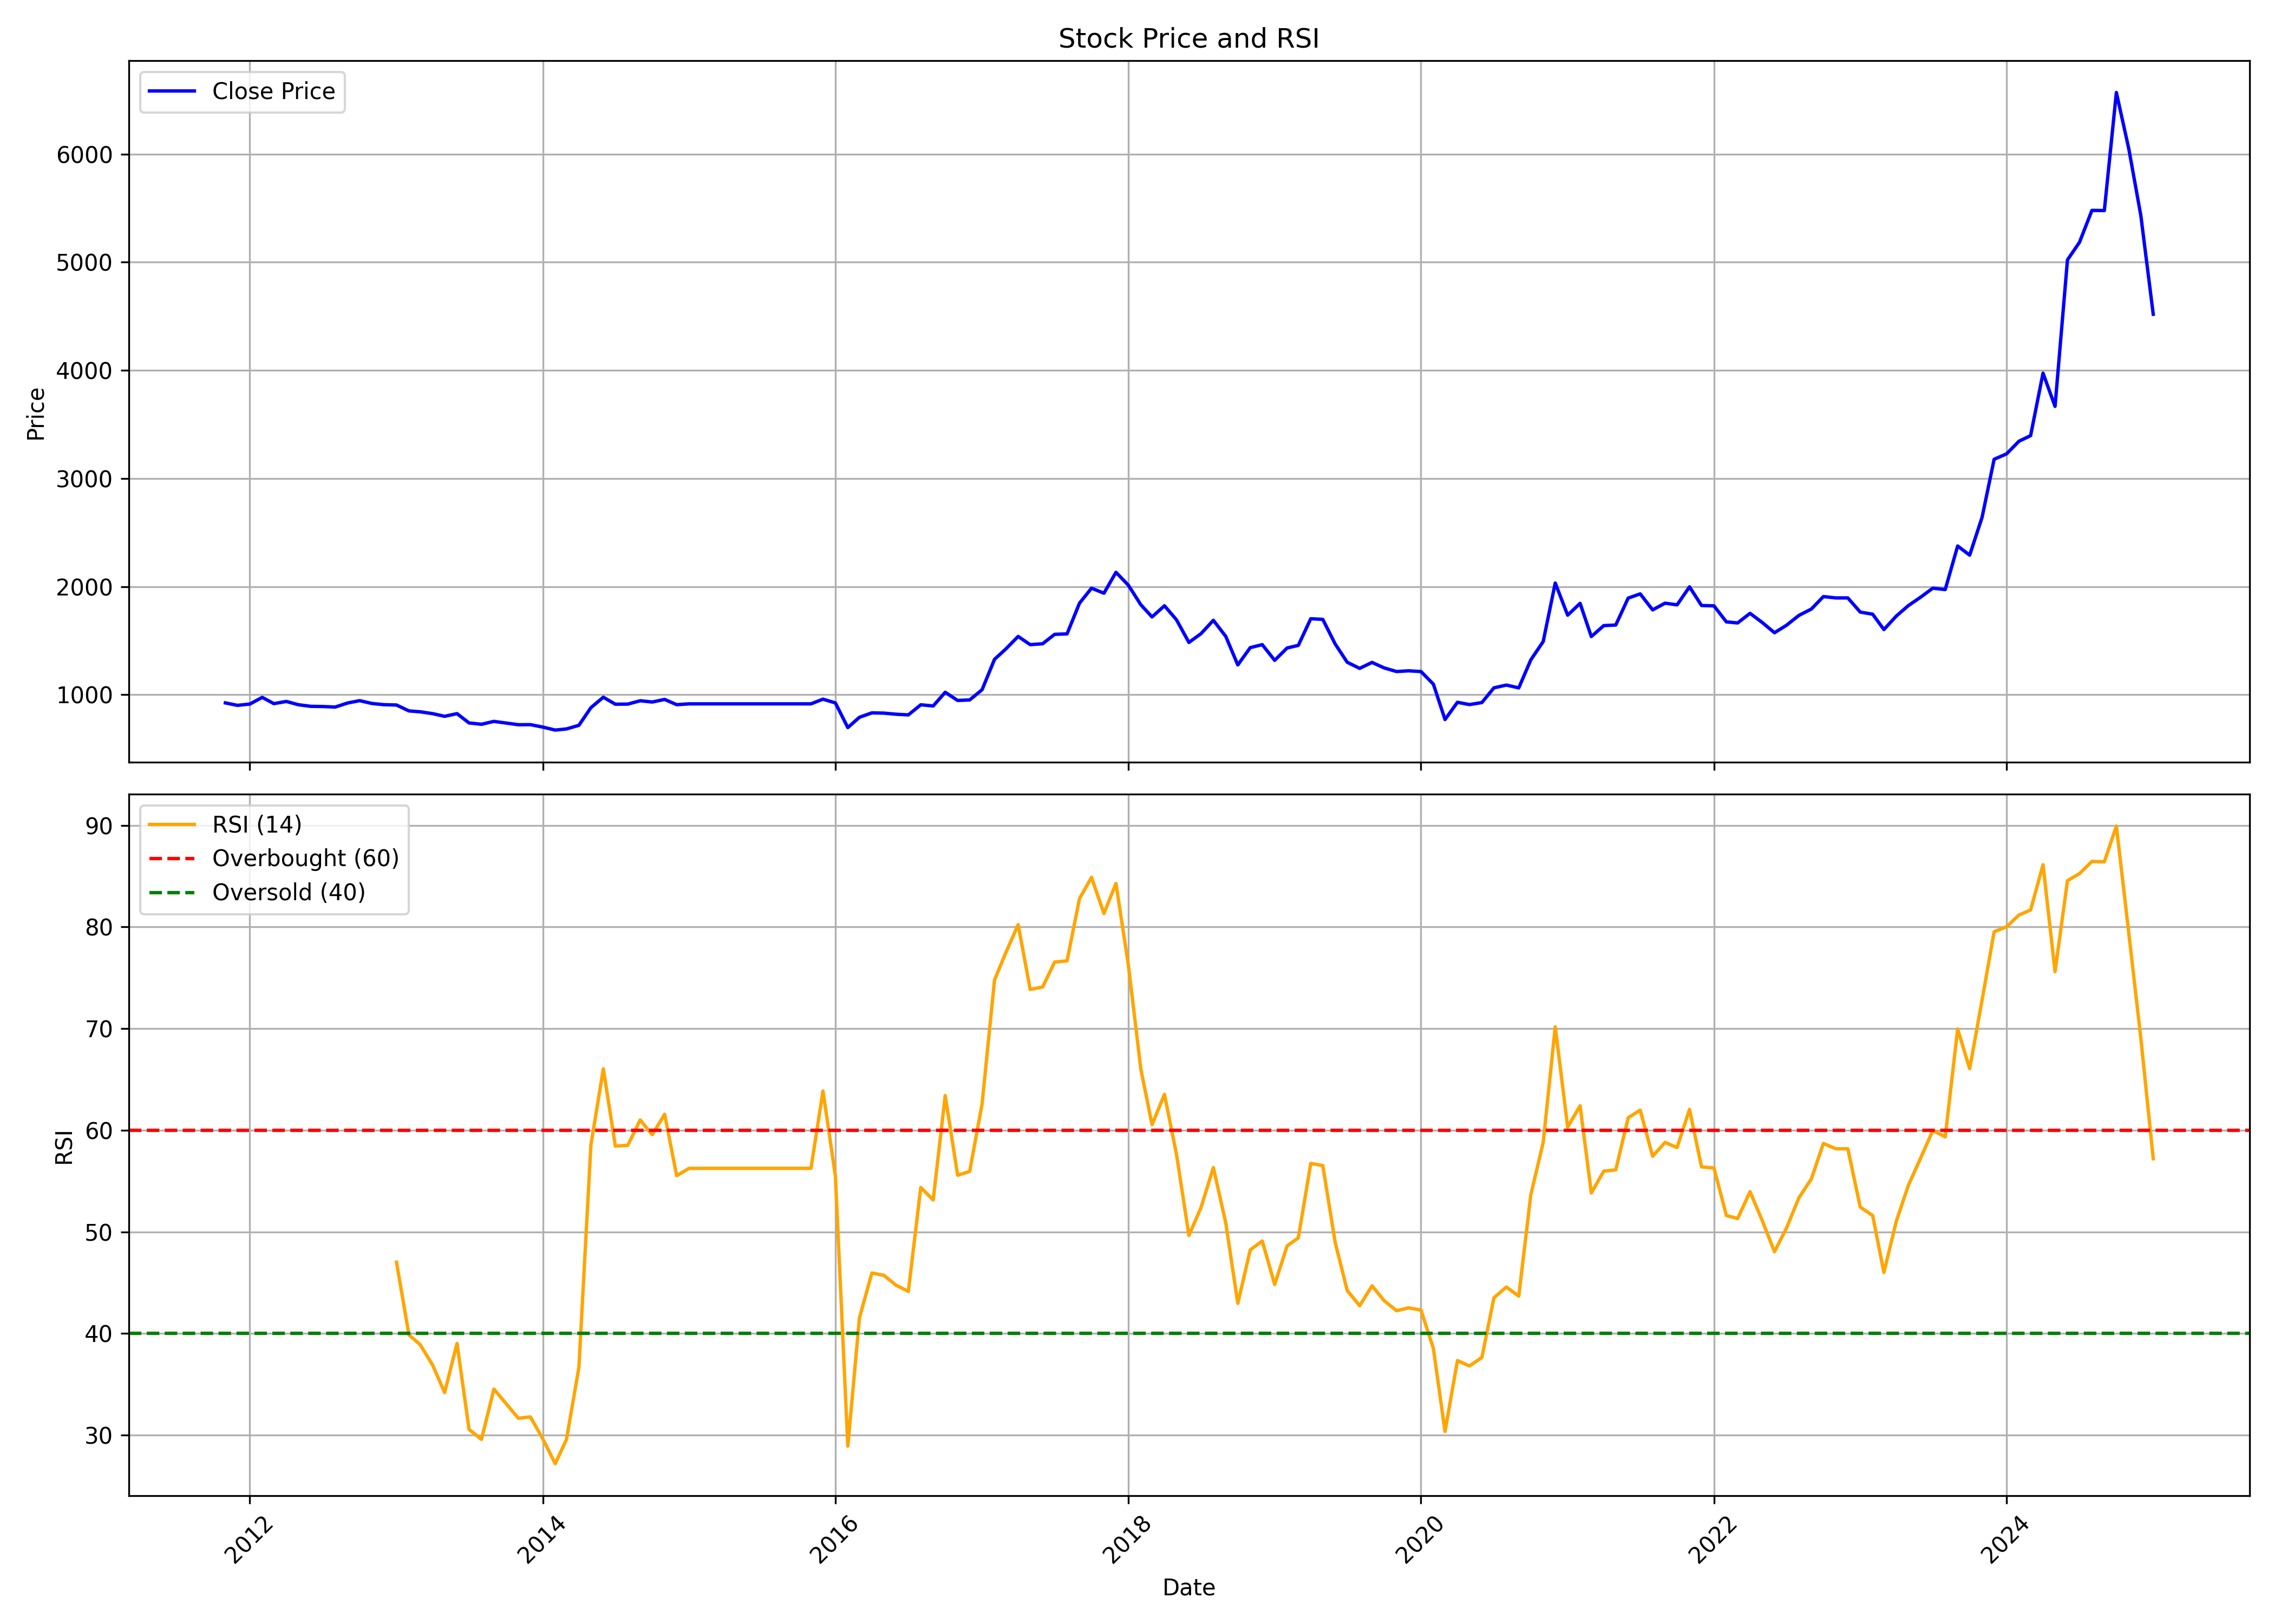 Stock Price and RSI
Close Price
6000
5000
4000
3000
2000
1000
Price
RSI (14)
Overbought (60)
Oversold (40)
90
80
70
60
50
40
30
RSI
2012
2014
2016
2018
2020
2022
2024
Date